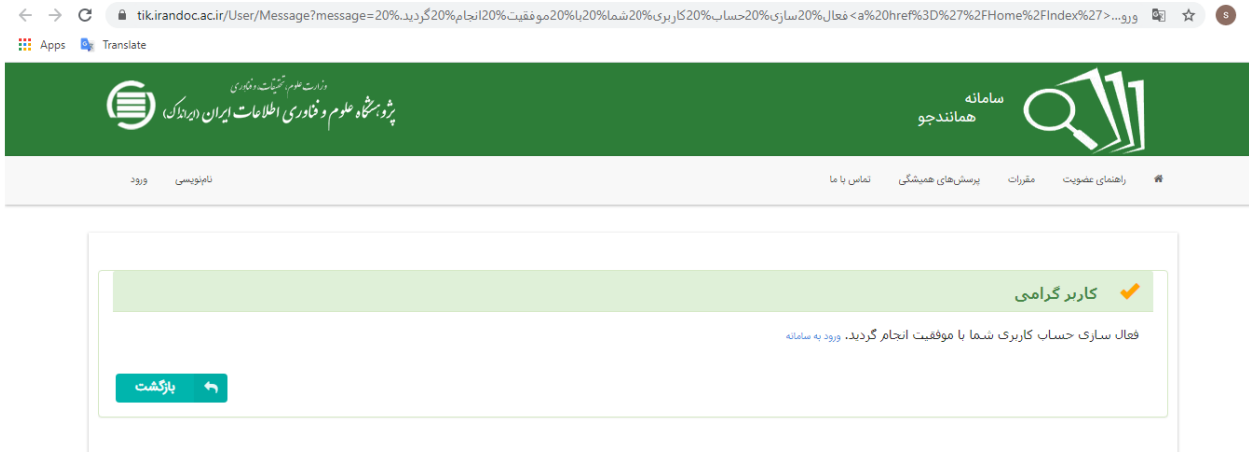 tik.irandoc.ac.ir/User/Message?message=فعال%20سازی%20حساب%20کاربری%20شما%20با%20موفقیت%20انجام%20گردید.%20<a%20href%3D%27%2FHome%2FIndex%27>ورو...
S
Apps Translate
وزارت علوم، تحقیقات، و فناوری
پژوهشگاه علوم و فناوری اطلاعات ایران (ایرانداک)
سامانه
همانندجو
راهنمای عضویت مقررات پرسش‌های همیشگی تماس با ما نام‌نویسی ورود
کاربر گرامی
فعال سازی حساب کاربری شما با موفقیت انجام گردید. ورود به سامانه
بازگشت